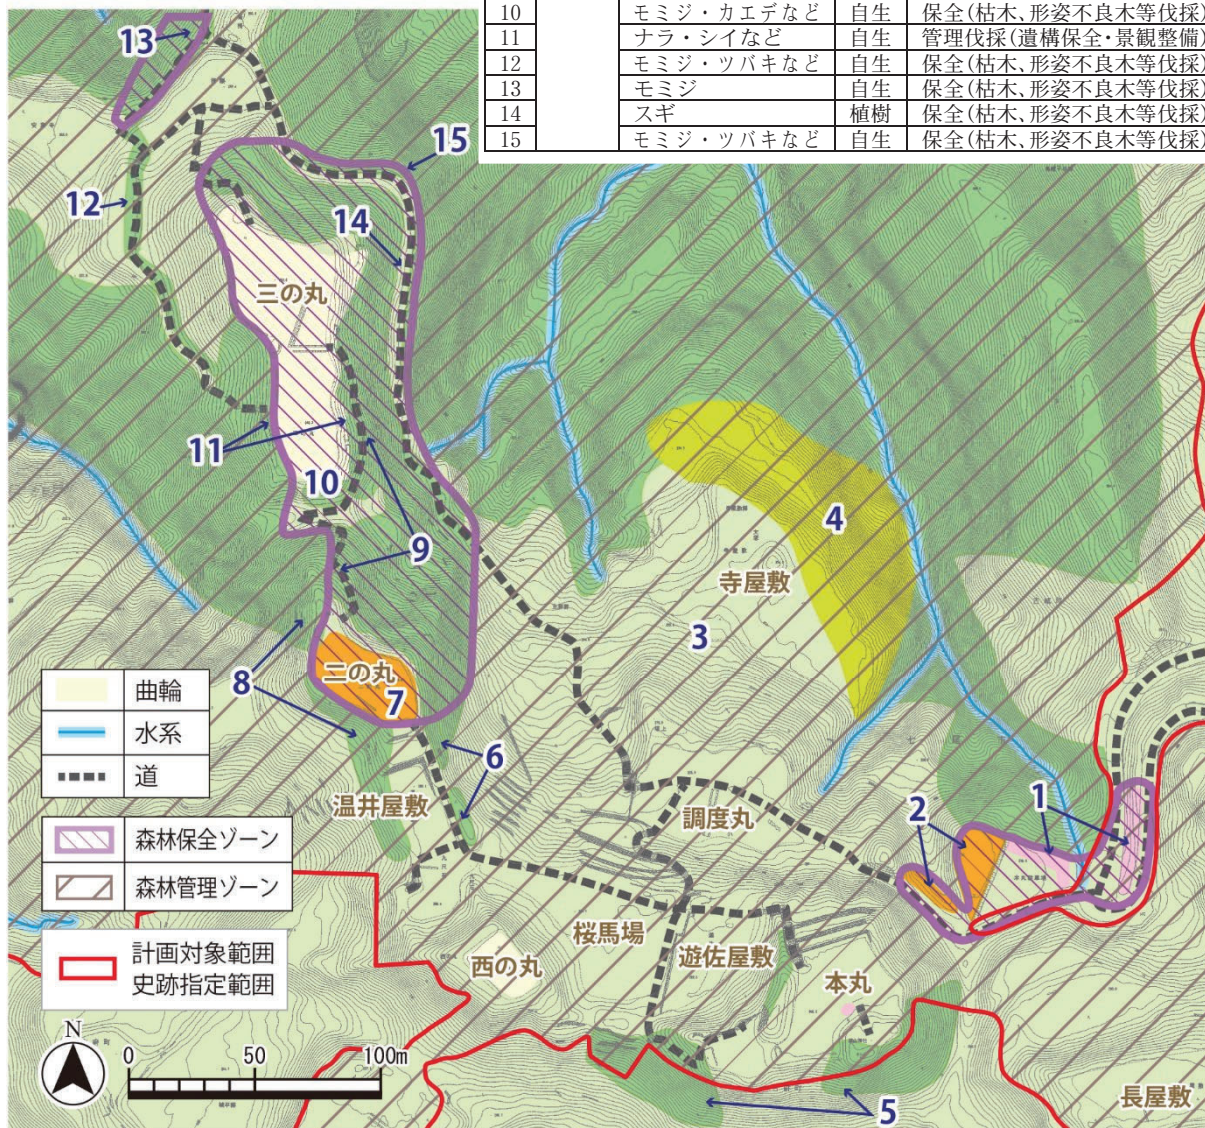 10 モミジ・カエデなど 自生 保全(枯木、形姿不良木等伐採)
11 ナラ・シイなど 自生 管理伐採(遺構保全・景観整備)
12 モミジ・ツバキなど 自生 保全(枯木、形姿不良木等伐採)
13 モミジ 自生 保全(枯木、形姿不良木等伐採)
14 スギ 植樹 保全(枯木、形姿不良木等伐採)
15 モミジ・ツバキなど 自生 保全(枯木、形姿不良木等伐採)
13
15
12
14
三の丸
11
10
4
9
寺屋敷
3
二の丸
8
7
6
温井屋敷
調度丸
2
1
桜馬場
西の丸
遊佐屋敷
本丸
5
長屋敷
曲輪
水系
道
森林保全ゾーン
森林管理ゾーン
計画対象範囲
史跡指定範囲
N
0 50 100m